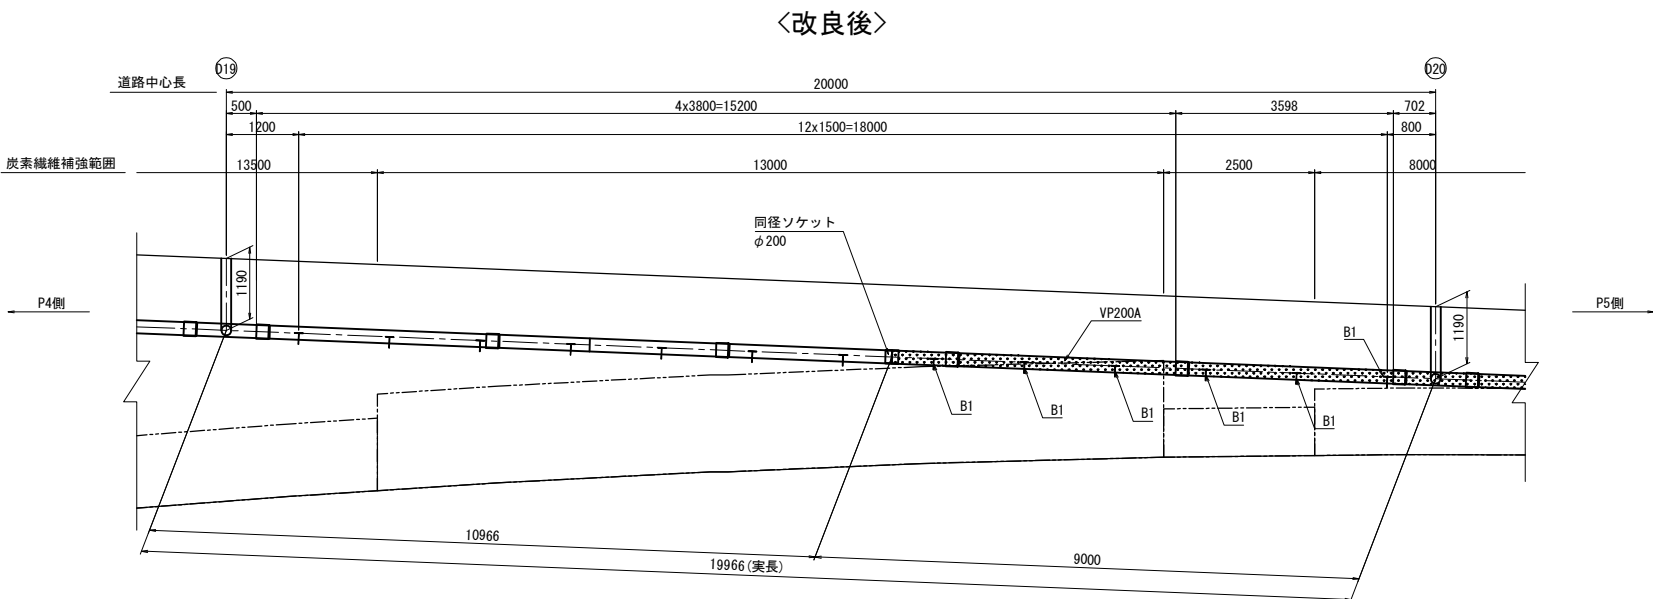 <改良後>
D19
D20
道路中心長
20000
500
4x3800=15200
3598
702
1200
12x1500=18000
800
炭素繊維補強範囲
13500
13000
2500
8000
同径ソケット
φ200
1190
1190
P4側
P5側
VP200A
B1
B1
B1
B1
B1
B1
10966
9000
19966(実長)